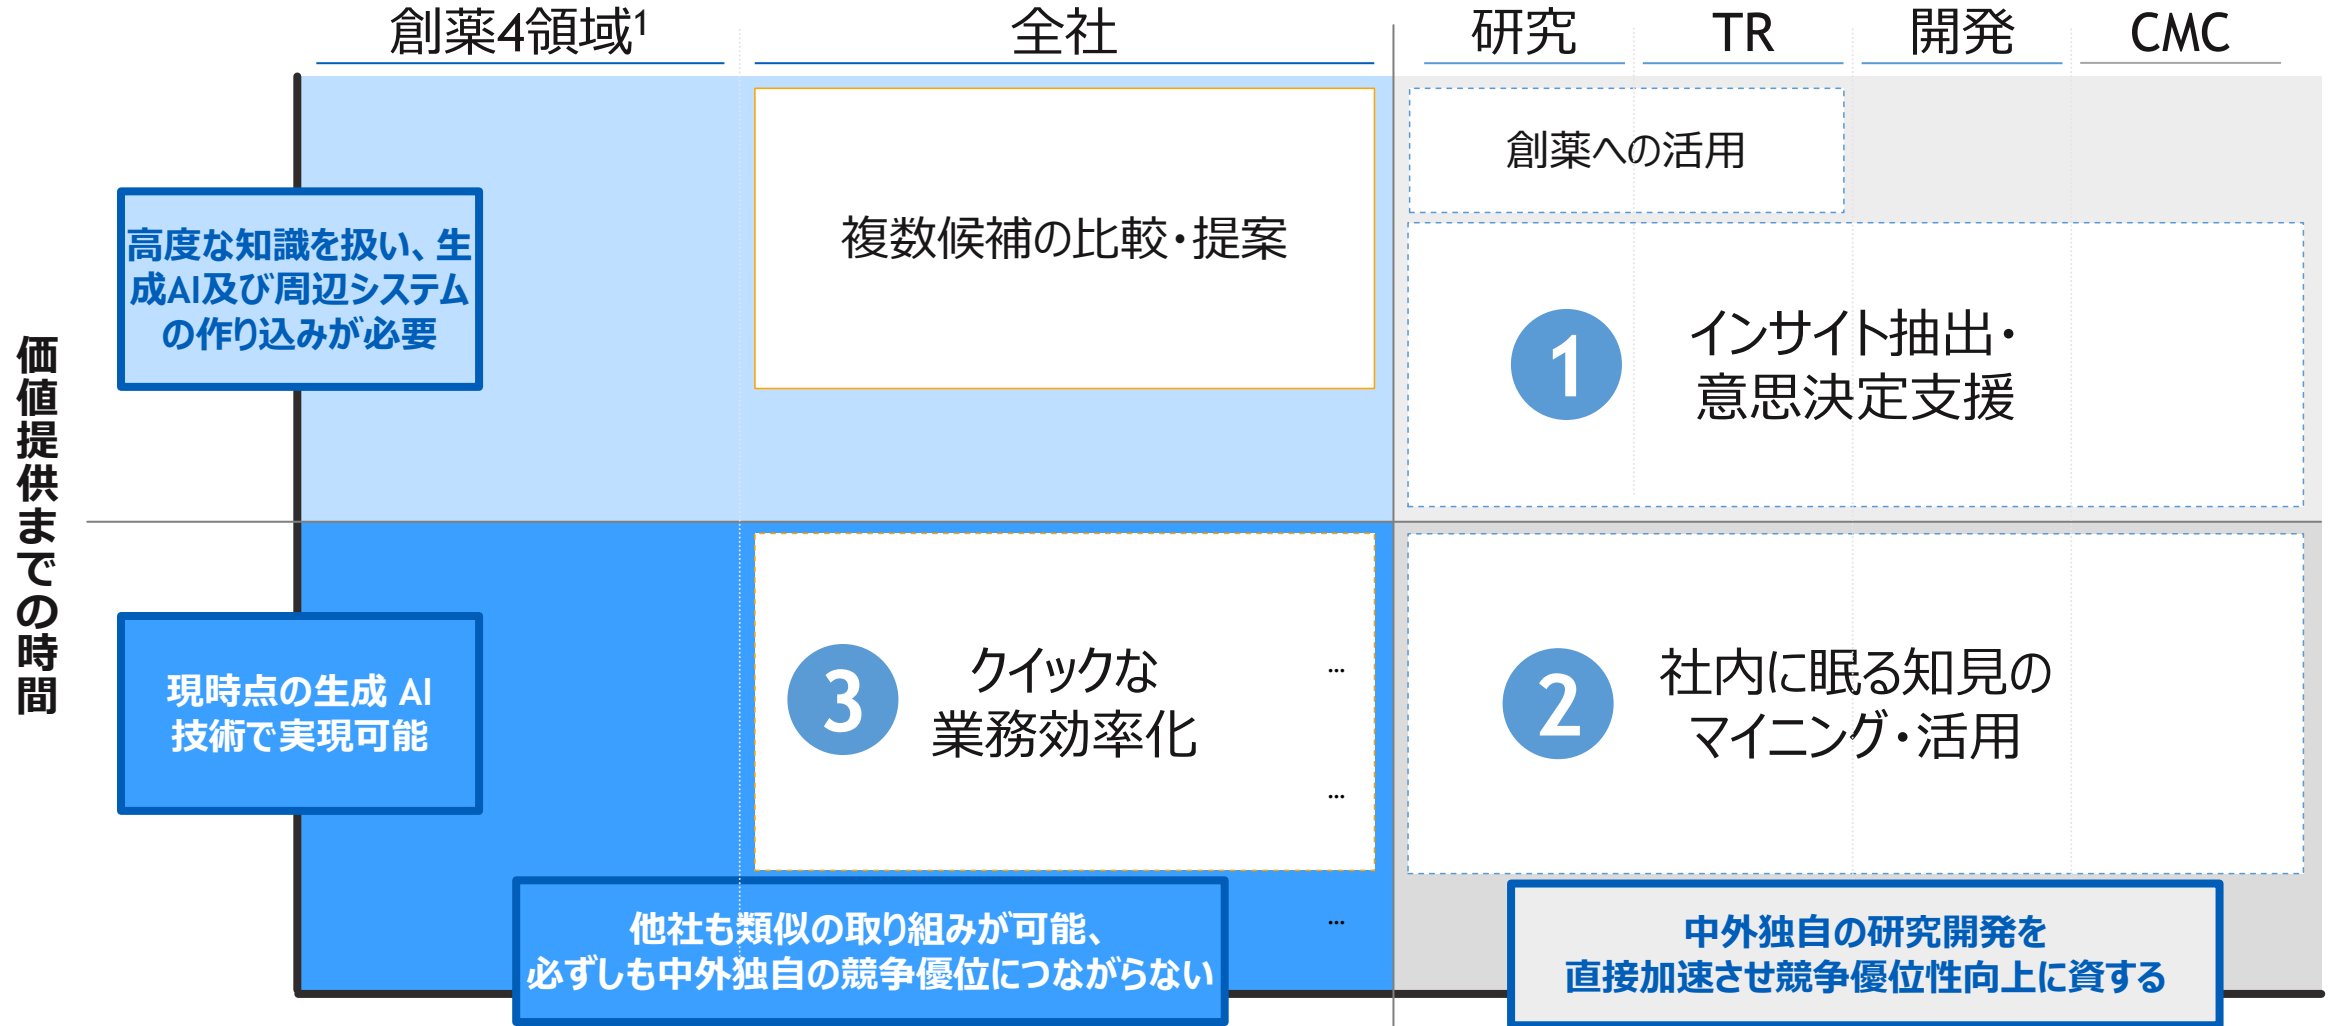 創薬4領域1
全社
研究
TR
開発
CMC
価値提供までの時間
高度な知識を扱い、生
成AI及び周辺システム
の作り込みが必要
複数候補の比較・提案
創薬への活用
1
インサイト抽出・
意思決定支援
現時点の生成 AI
技術で実現可能
3
クイックな
業務効率化
…
…
…
2
社内に眠る知見の
マイニング・活用
他社も類似の取り組みが可能、
必ずしも中外独自の競争優位につながらない
中外独自の研究開発を
直接加速させ競争優位性向上に資する